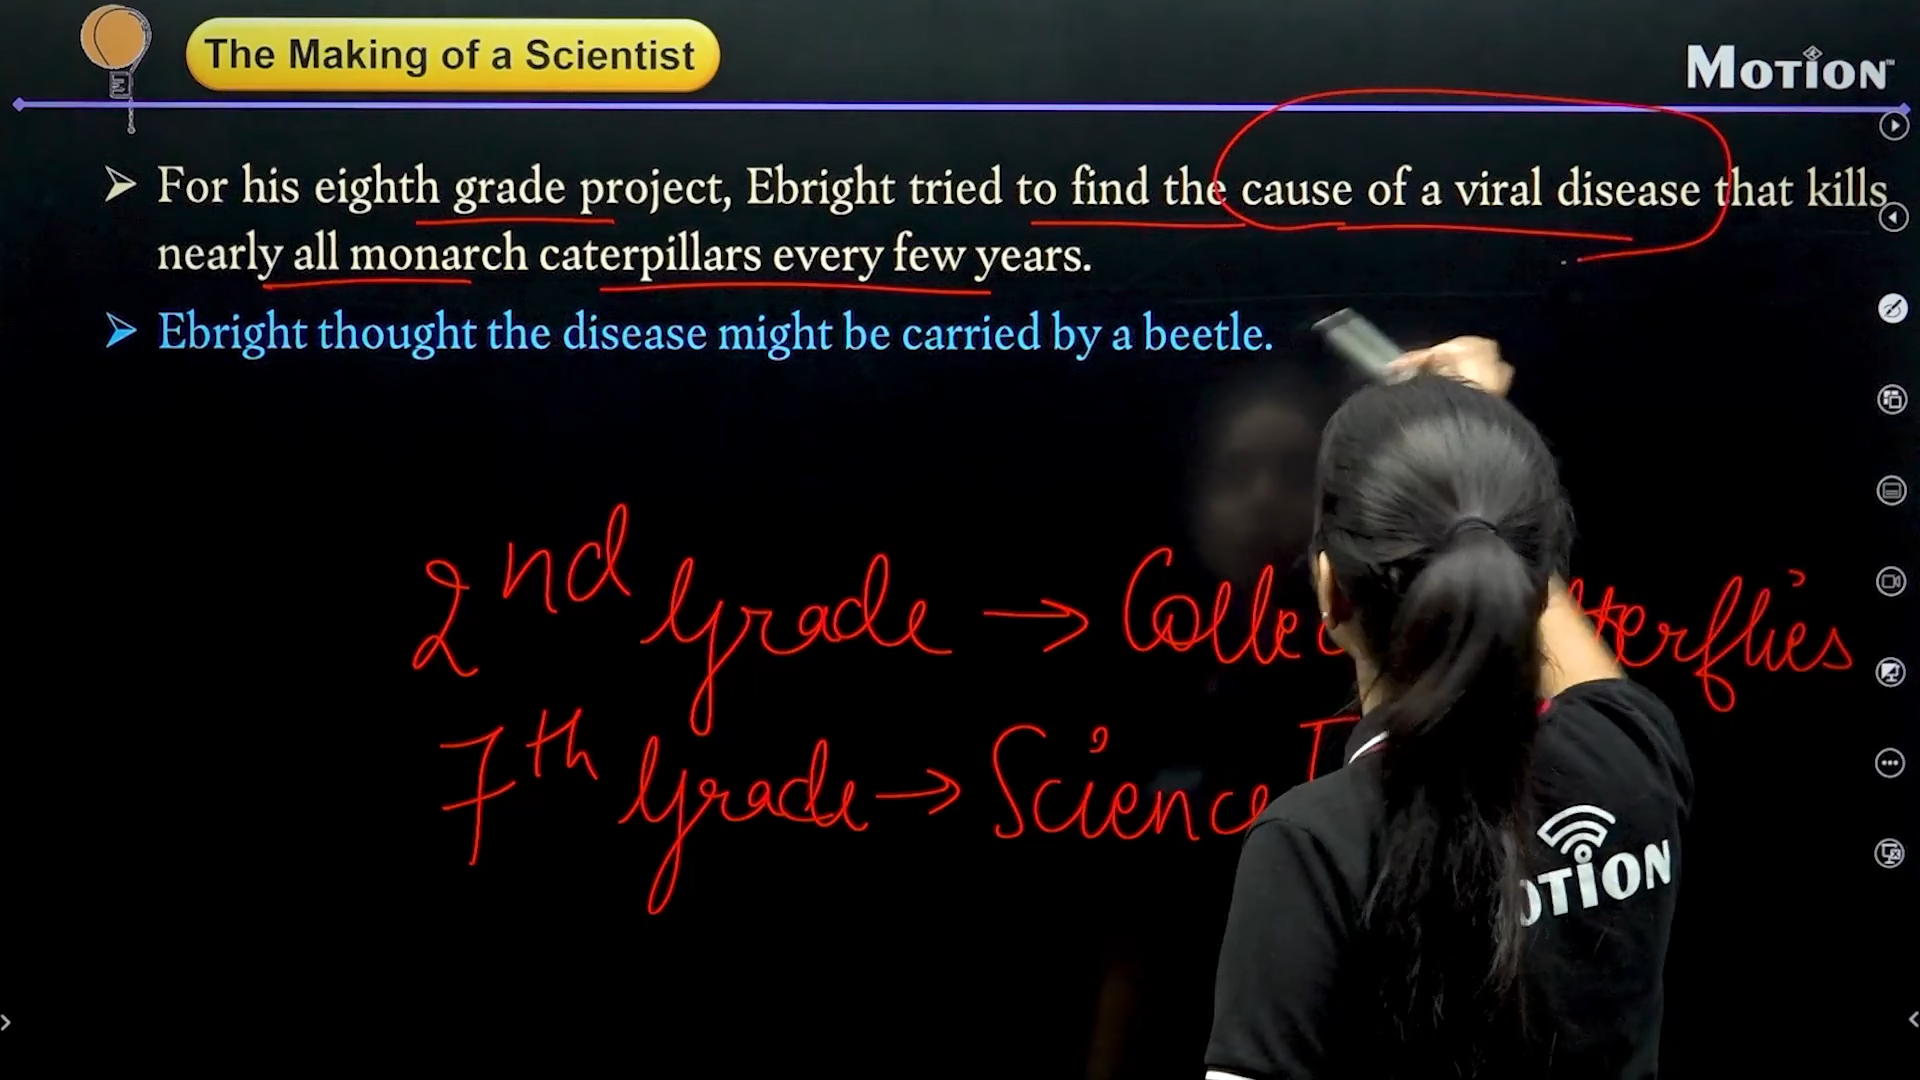 The Making of a Scientist
MOTiON™
➢ For his eighth grade project, Ebright tried to find the cause of a viral disease that kills
nearly all monarch caterpillars every few years.
➢ Ebright thought the disease might be carried by a beetle.
2nd Grade → Colle terflies
7th Grade → Science
OTiON